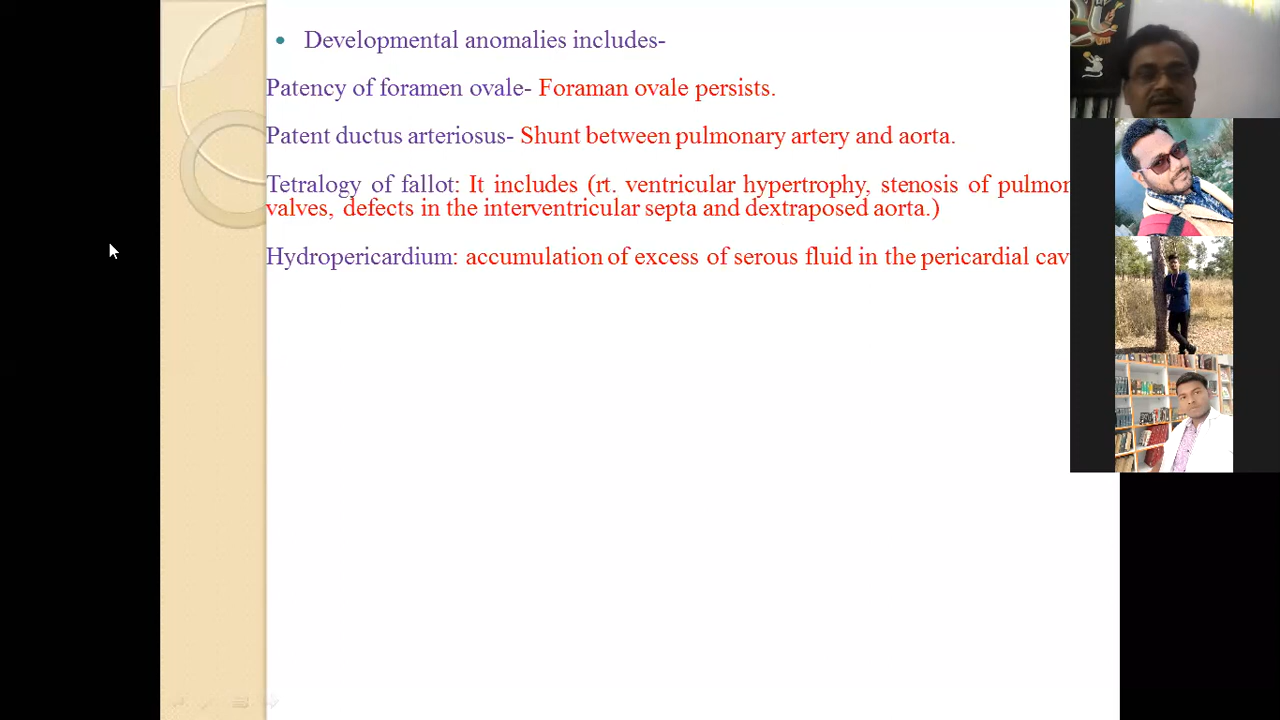 Developmental anomalies includes-
Patency of foramen ovale- Foraman ovale persists.
Patent ductus arteriosus- Shunt between pulmonary artery and aorta.
Tetralogy of fallot: It includes (rt. ventricular hypertrophy, stenosis of pulmon
valves, defects in the interventricular septa and dextraposed aorta.)
Hydropericardium: accumulation of excess of serous fluid in the pericardial cav